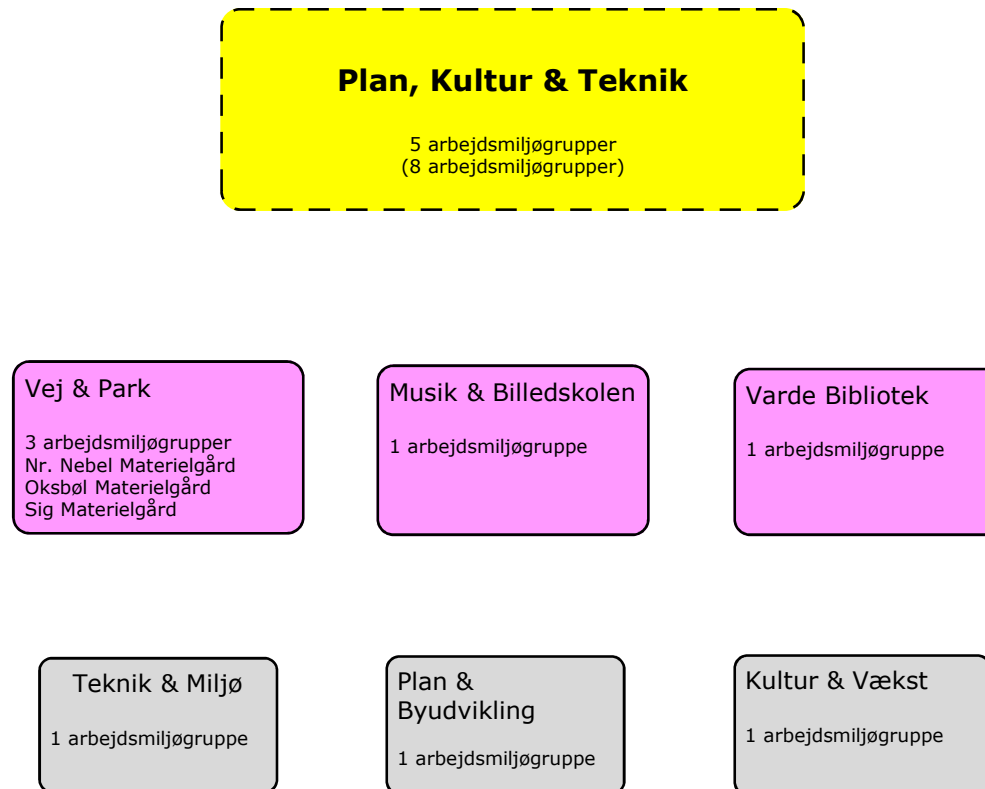 Plan, Kultur & Teknik
5 arbejdsmiljøgrupper
(8 arbejdsmiljøgrupper)
Vej & Park
3 arbejdsmiljøgrupper
Nr. Nebel Materielgård
Oksbøl Materielgård
Sig Materielgård
Musik & Billedskolen
1 arbejdsmiljøgruppe
Varde Bibliotek
1 arbejdsmiljøgruppe
Teknik & Miljø
1 arbejdsmiljøgruppe
Plan &
Byudvikling
1 arbejdsmiljøgruppe
Kultur & Vækst
1 arbejdsmiljøgruppe